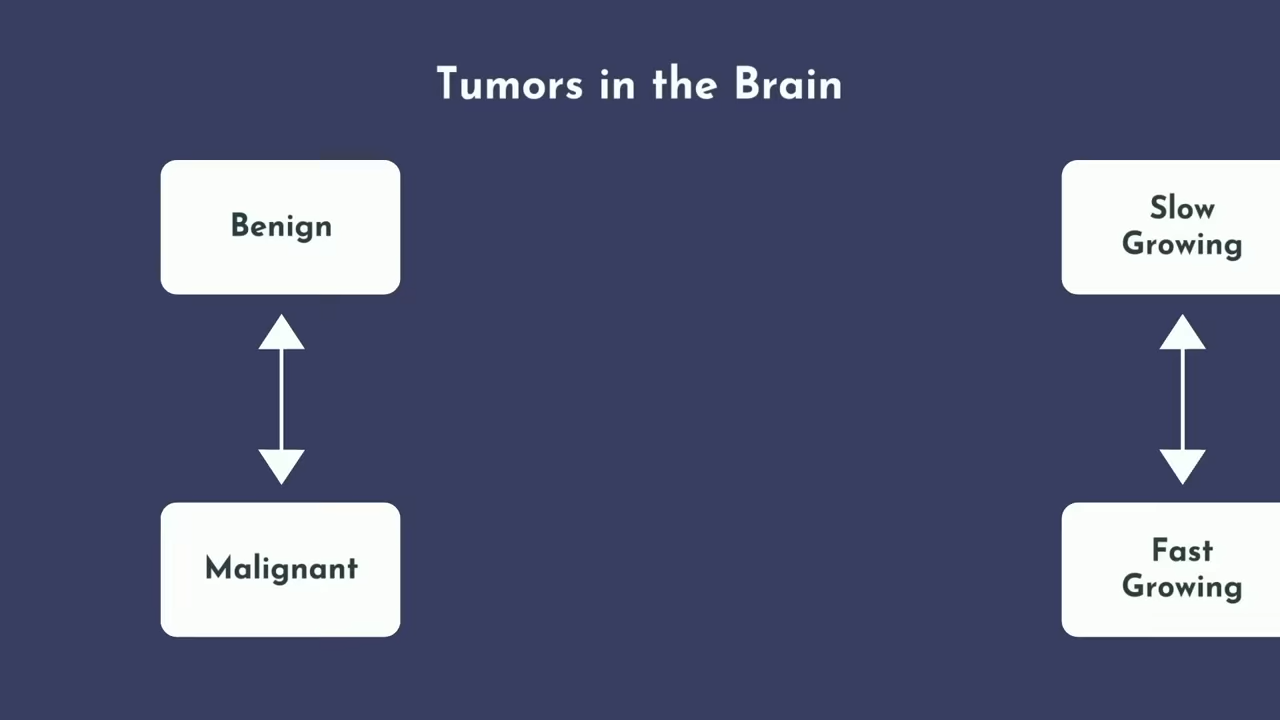 Tumors in the Brain
Benign
Slow
Growing
Malignant
Fast
Growing